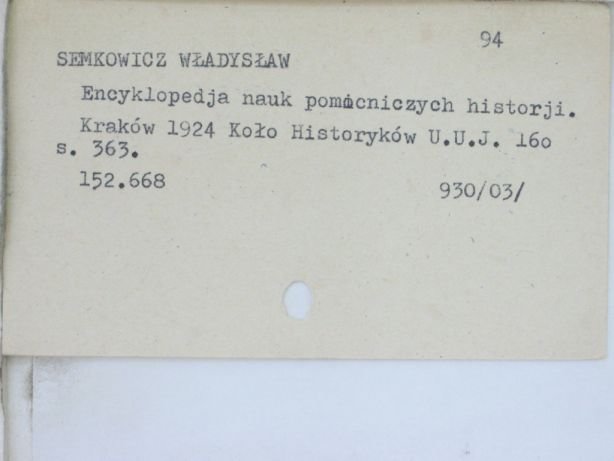 94
SEMKOWICZ WŁADYSŁAW
Encyklopedja nauk pomocniczych historji.
Kraków 1924 Koło Historyków U.U.J. 16o
s. 363.
152.668
930/03/